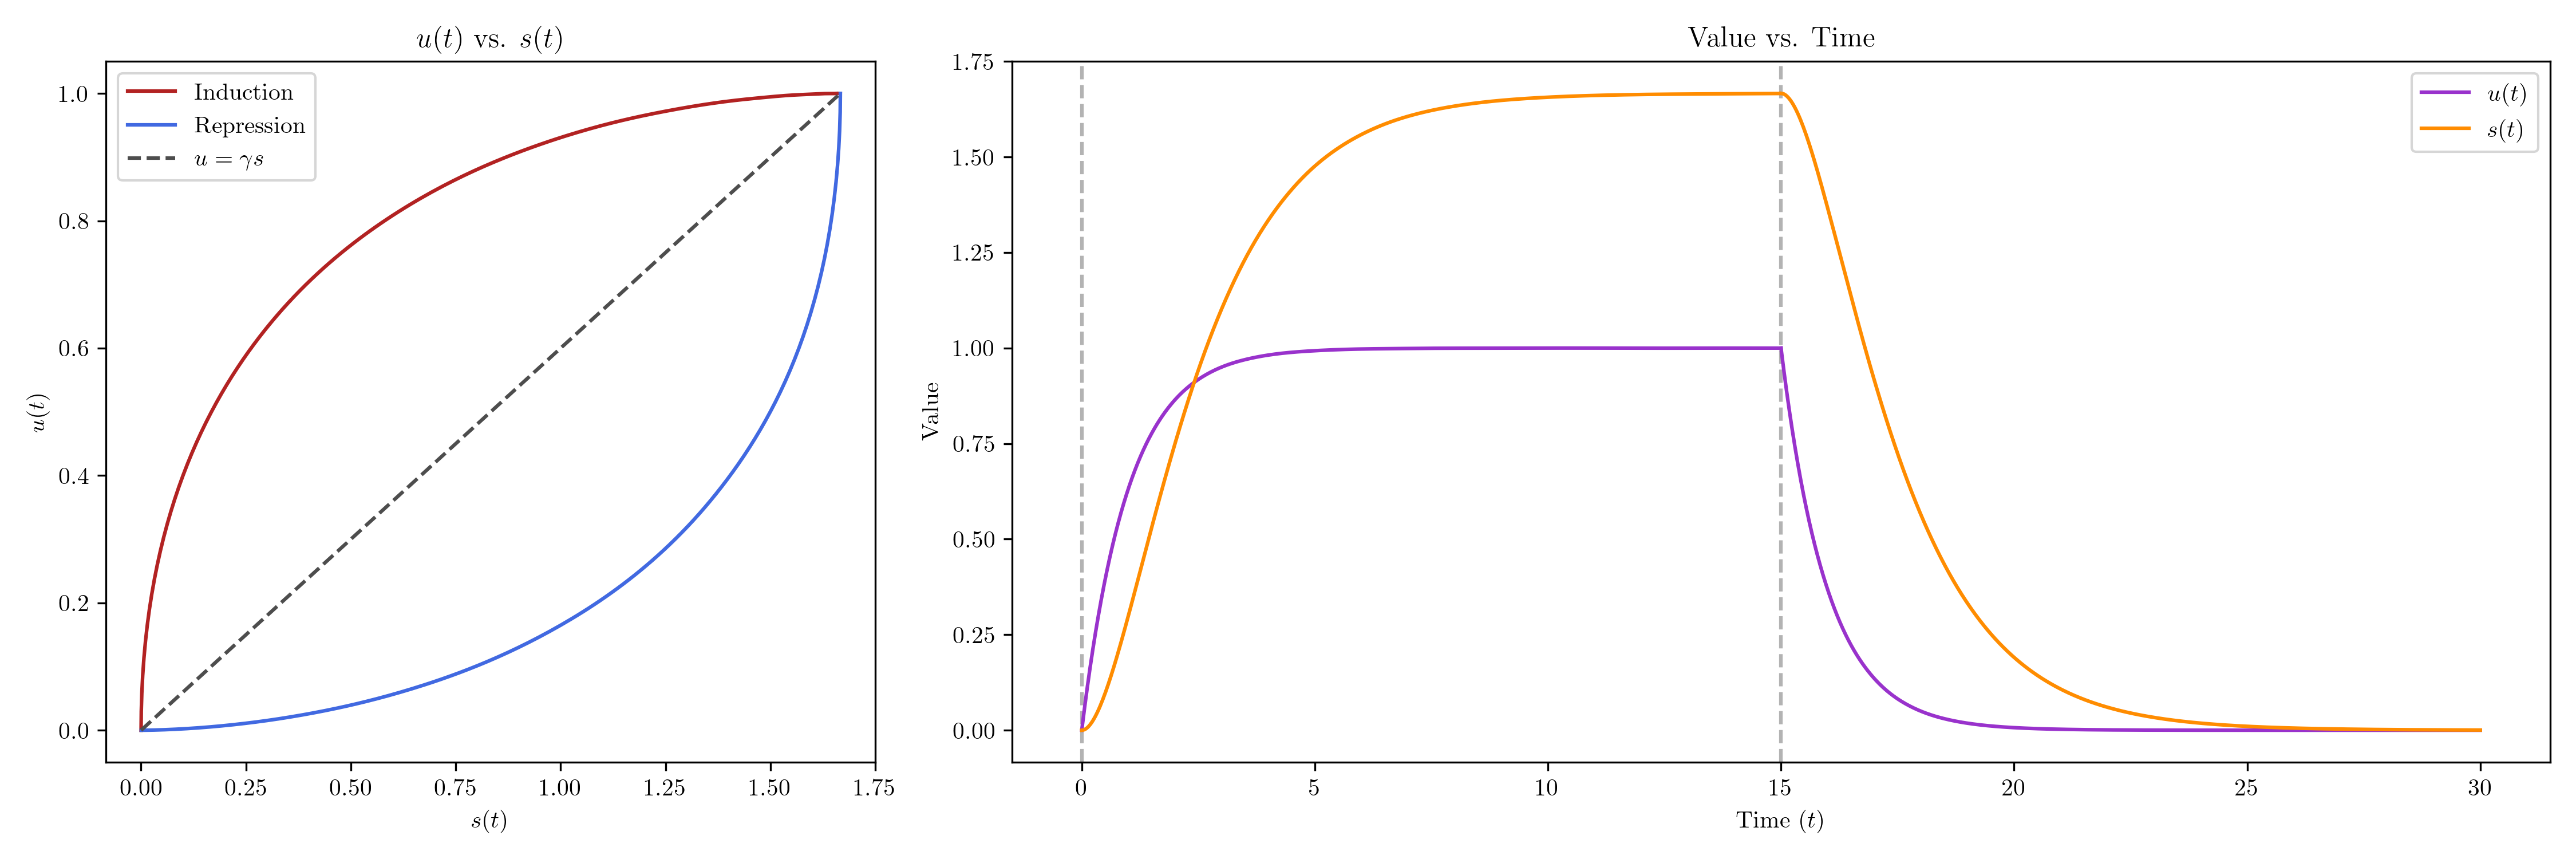 u(t) vs. s(t)
Induction
Repression
u = γs
1.0
0.8
0.6
0.4
0.2
0.0
u(t)
0.00 0.25 0.50 0.75 1.00 1.25 1.50 1.75
s(t)
Value vs. Time
u(t)
s(t)
1.75
1.50
1.25
1.00
0.75
0.50
0.25
0.00
Value
0 5 10 15 20 25 30
Time (t)